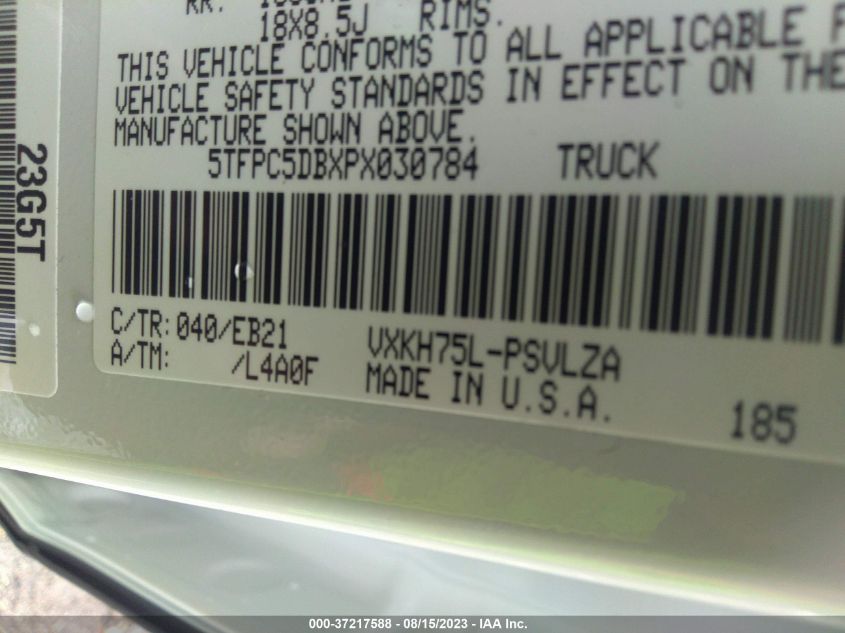 RR.
18X8.5J RIMS.
THIS VEHICLE CONFORMS TO ALL APPLICABLE F
VEHICLE SAFETY STANDARDS IN EFFECT ON THE
MANUFACTURE SHOWN ABOVE.
5TFPC5DBXPX030784 TRUCK
23G5T
C/TR: 040/EB21 VXKH75L-PSVLZA
A/TM: /L4A0F MADE IN U.S.A. 185
000-37217588 - 08/15/2023 - IAA Inc.